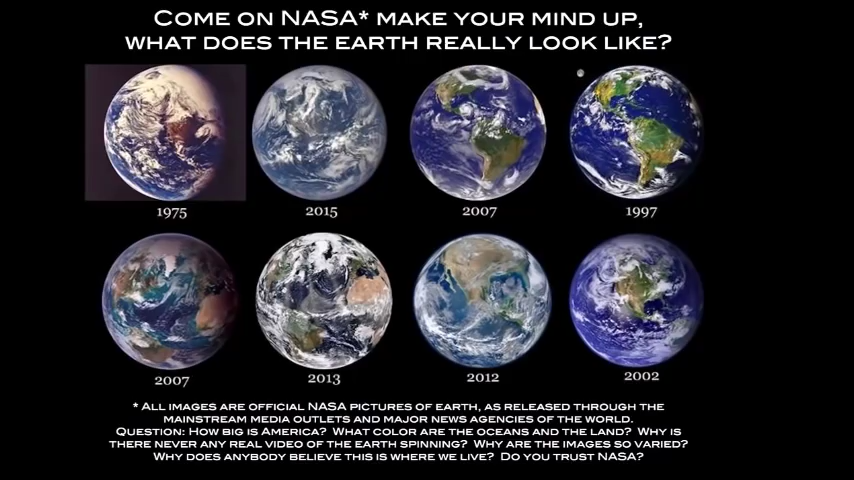 Come on NASA* make your mind up,
what does the earth really look like?
1975
2015
2007
1997
2007
2013
2012
2002
* All images are official NASA pictures of earth, as released through the
mainstream media outlets and major news agencies of the world.
Question: How big is America? What color are the oceans and the land? Why is
there never any real video of the earth spinning? Why are the images so varied?
Why does anybody believe this is where we live? Do you trust NASA?